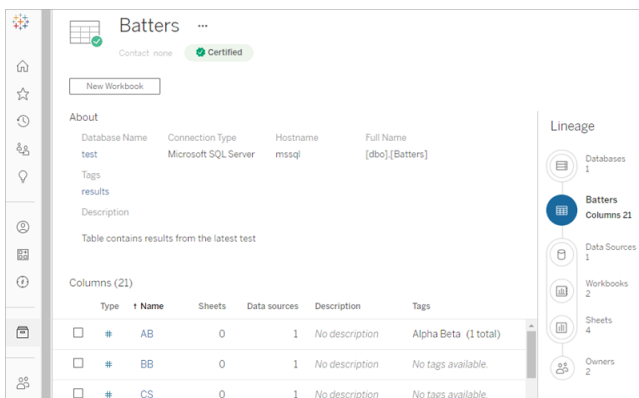 Batters ...
Contact none Certified
New Workbook
About
Database Name Connection Type Hostname Full Name
test Microsoft SQL Server mssql [dbo].[Batters]
Tags
results
Description
Table contains results from the latest test
Columns (21)
Type ↑ Name Sheets Data sources Description Tags
# AB 0 1 No description Alpha Beta (1 total)
# BB 0 1 No description No tags available.
# CS 0 1 No description No tags available.
Lineage
Databases
1
Batters
Columns 21
Data Sources
1
Workbooks
2
Sheets
4
Owners
2